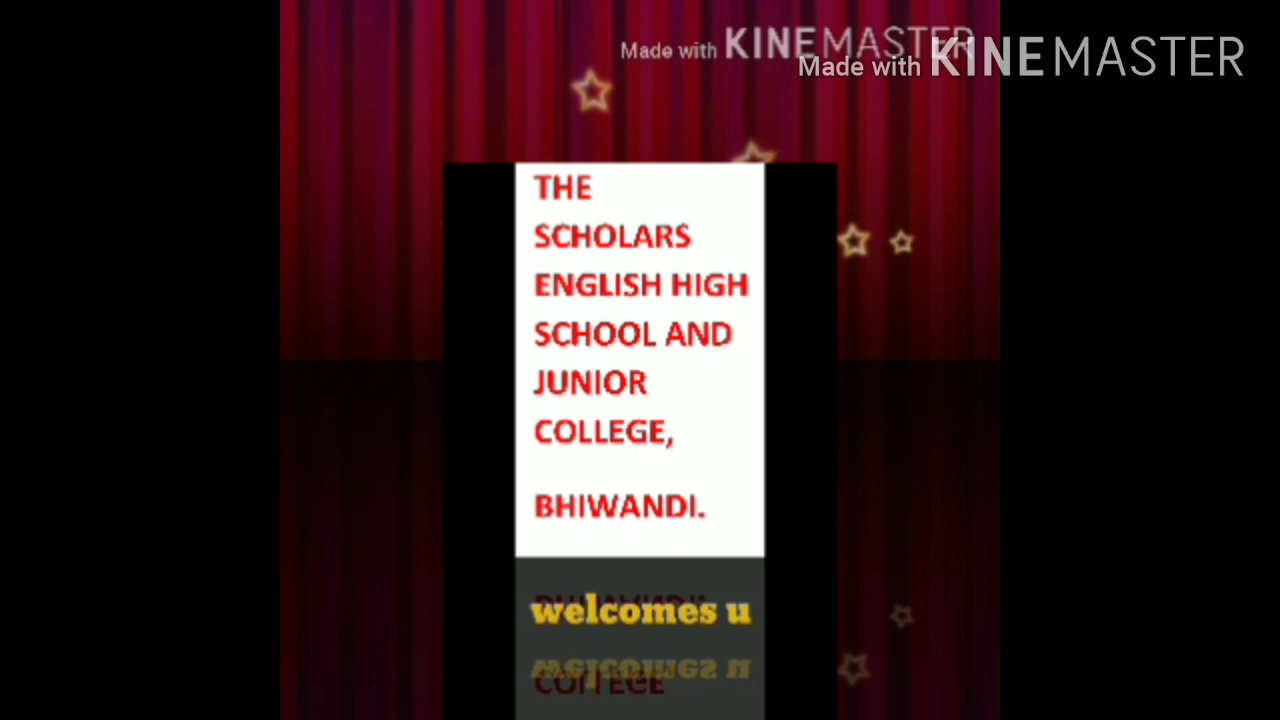 Made with KINEMASTER
Made with KINEMASTER
THE
SCHOLARS
ENGLISH HIGH
SCHOOL AND
JUNIOR
COLLEGE,
BHIWANDI.
welcomes u